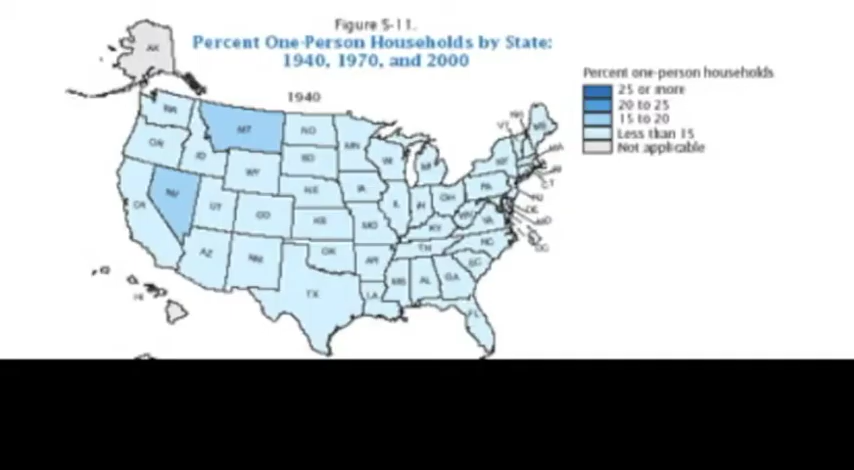 Figure 5-11.
Percent One-Person Households by State:
1940, 1970, and 2000
Percent one-person households
25 or more
20 to 25
15 to 20
Less than 15
Not applicable
1940
AK
WA
MT
ND
MN
OR
ID
SD
WI
MI
VT
NH
ME
MA
WY
NE
IA
NY
PA
CT
NV
UT
CO
KS
MO
IL
IN
OH
WV
VA
NJ
DE
MD
DC
CA
AZ
NM
OK
AR
KY
TN
NC
SC
TX
LA
MS
AL
GA
FL
HI